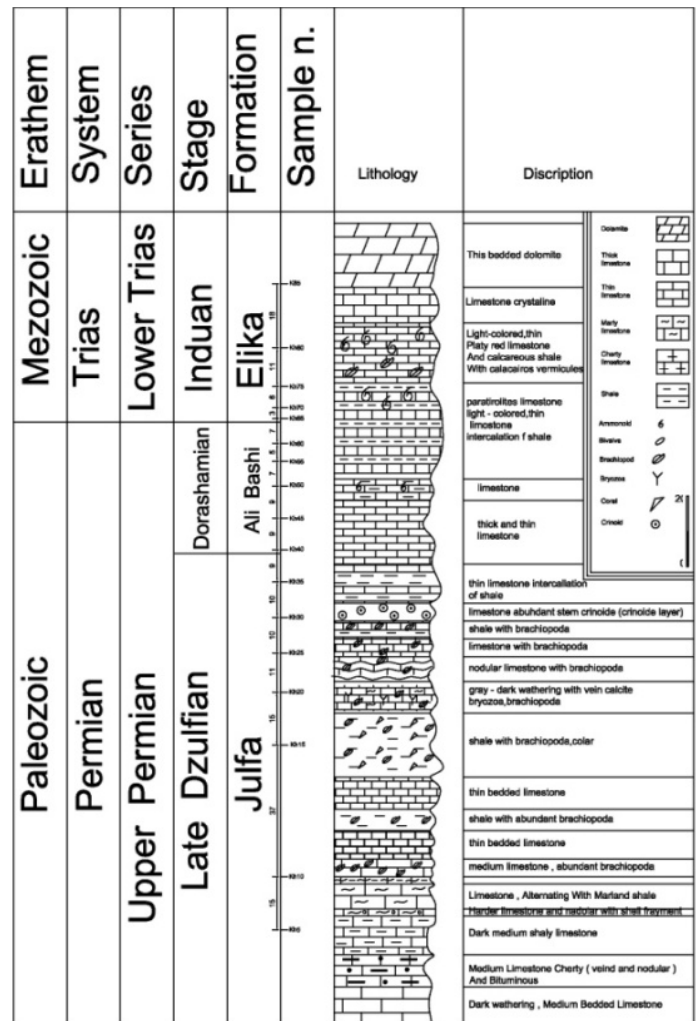 Erathem
System
Series
Stage
Formation
Sample n.
Lithology
Discription
Mezozoic
Trias
Lower Trias
Induan
Elika
Paleozoic
Permian
Upper Permian
Dorashamian
Ali Bashi
Late Dzulfian
Julfa
This bedded dolomite
Limestone crystaline
Light-colored,thin
Platy red limestone
And calcareous shale
With calacairos vermicules
paratirolites limestone
light - colored,thin
limestone
intercalation f shale
limestone
thick and thin
limestone
thin limestone intercallation
of shale
limestone abuhdant stem crinoide (crinoide layer)
shale with brachiopoda
limestone with brachiopoda
nodular limestone with brachiopoda
gray - dark wathering with vein calcite
bryozoa,brachiopoda
shale with brachiopoda,colar
thin bedded limestone
shale with abundant brachiopoda
thin bedded limestone
medium limestone , abundant brachiopoda
Limestone , Alternating With Marland shale
Harder limestone and nadolar with shell frayment
Dark medium shaly limestone
Medium Limestone Cherty ( veind and nodular )
And Bituminous
Dark wathering , Medium Bedded Limestone
Dolomite
Thick
limestone
Thin
limestone
Marly
limestone
Cherty
limestone
Shale
Ammonoid
Bivalve
Brachiopod
Bryozoa
Coral
Crinoid